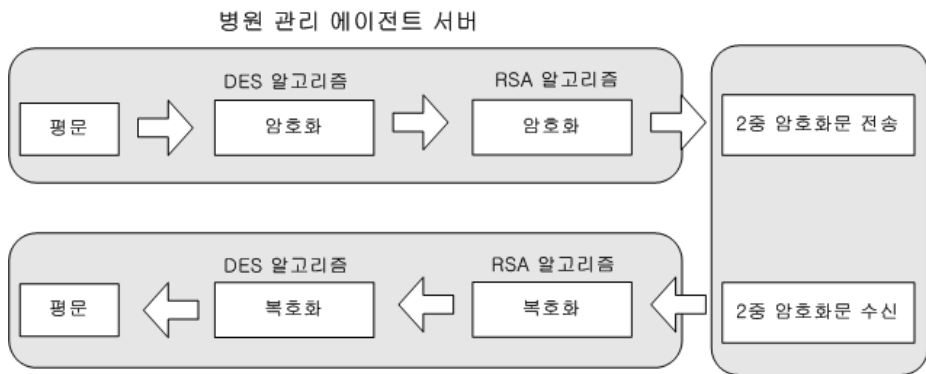 병원 관리 에이전트 서버
DES 알고리즘
RSA 알고리즘
평문
암호화
암호화
2중 암호화문 전송
DES 알고리즘
RSA 알고리즘
평문
복호화
복호화
2중 암호화문 수신